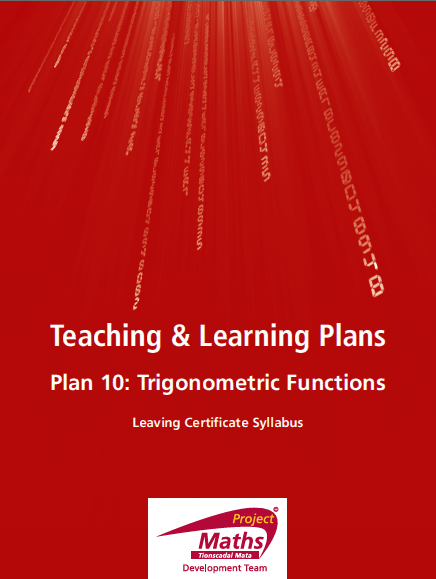 Teaching & Learning Plans
Plan 10: Trigonometric Functions
Leaving Certificate Syllabus
Project
Maths
Tionscadal Mata
Development Team